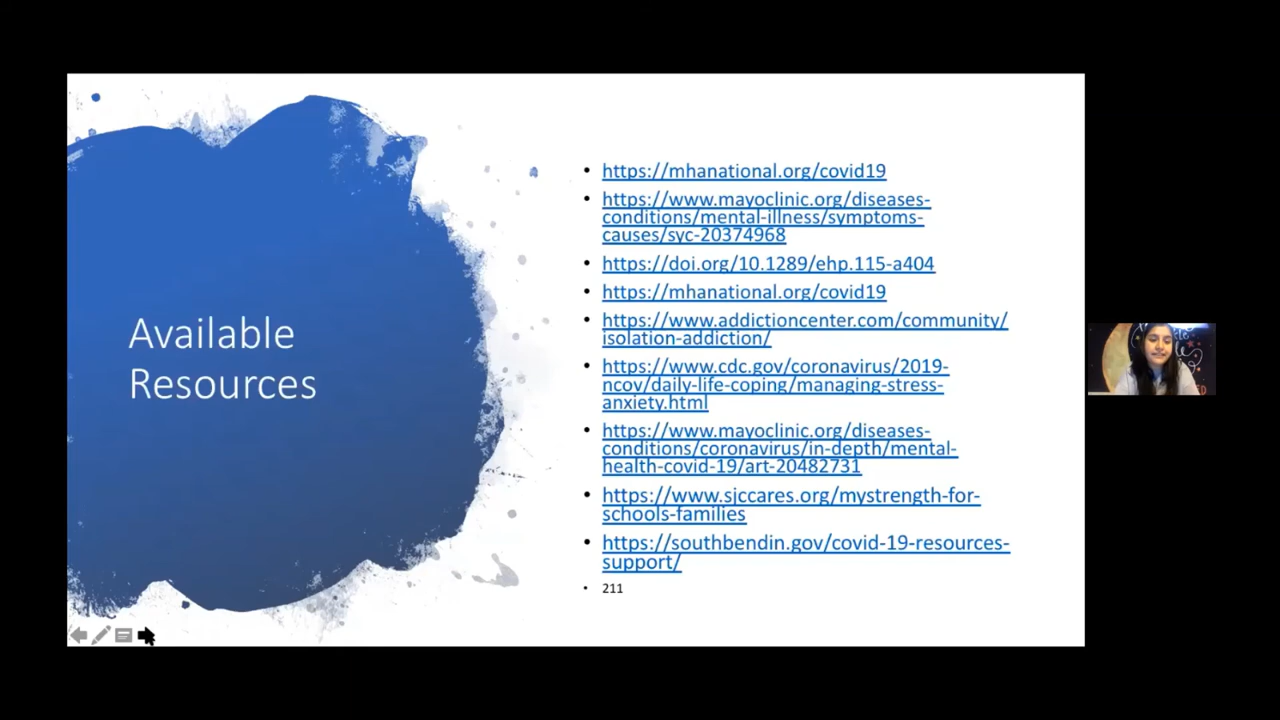 Available
Resources
https://mhanational.org/covid19
https://www.mayoclinic.org/diseases-
conditions/mental-illness/symptoms-
causes/syc-20374968
https://doi.org/10.1289/ehp.115-a404
https://mhanational.org/covid19
https://www.addictioncenter.com/community/
isolation-addiction/
https://www.cdc.gov/coronavirus/2019-
ncov/daily-life-coping/managing-stress-
anxiety.html
https://www.mayoclinic.org/diseases-
conditions/coronavirus/in-depth/mental-
health-covid-19/art-20482731
https://www.sjccares.org/mystrength-for-
schools-families
https://southbendin.gov/covid-19-resources-
support/
211